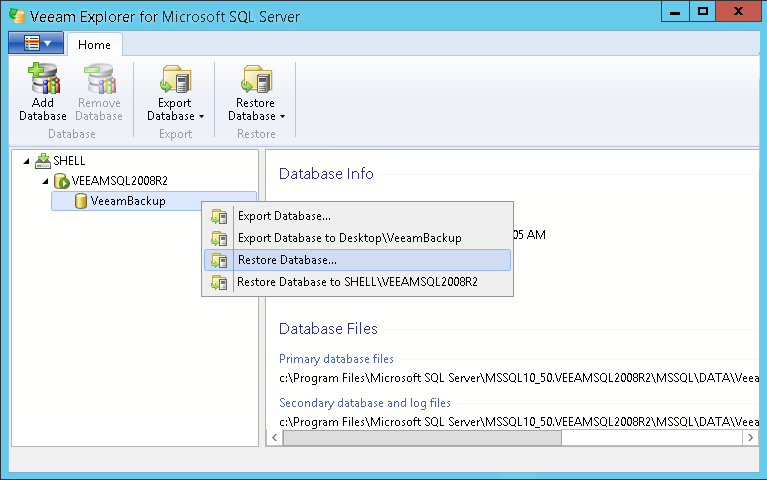 Veeam Explorer for Microsoft SQL Server
Home
Add Database
Remove Database
Export Database
Restore Database
Database
Export
Restore
SHELL
VEEAMSQL2008R2
VeeamBackup
Database Info
Export Database...
Export Database to Desktop\VeeamBackup
05 AM
Restore Database...
Restore Database to SHELL\VEEAMSQL2008R2
Database Files
Primary database files
c:\Program Files\Microsoft SQL Server\MSSQL10_50.VEEAMSQL2008R2\MSSQL\DATA\Veea
Secondary database and log files
c:\Program Files\Microsoft SQL Server\MSSQL10_50.VEEAMSQL2008R2\MSSQL\DATA\Veea